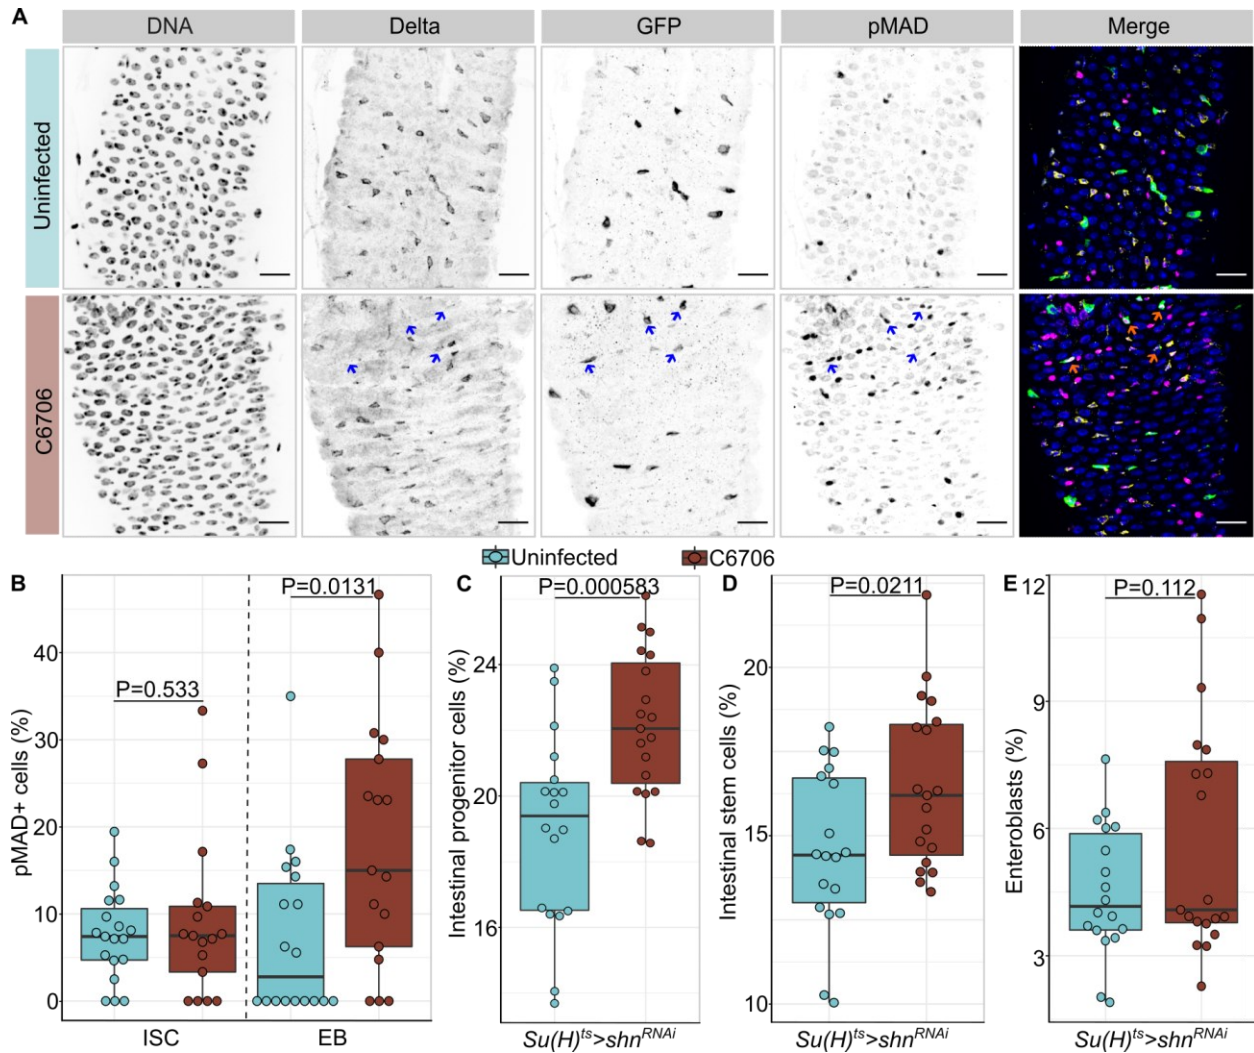 A
DNA
Delta
GFP
pMAD
Merge
Uninfected
C6706
Uninfected
C6706
B
pMAD+ cells (%)
40
30
20
10
0
P=0.533
P=0.0131
ISC
EB
C
Intestinal progenitor cells (%)
24
20
16
P=0.000583
Su(H)ts>shnRNAi
D
Intestinal stem cells (%)
20
15
10
P=0.0211
Su(H)ts>shnRNAi
E
Enteroblasts (%)
12
9
6
3
P=0.112
Su(H)ts>shnRNAi